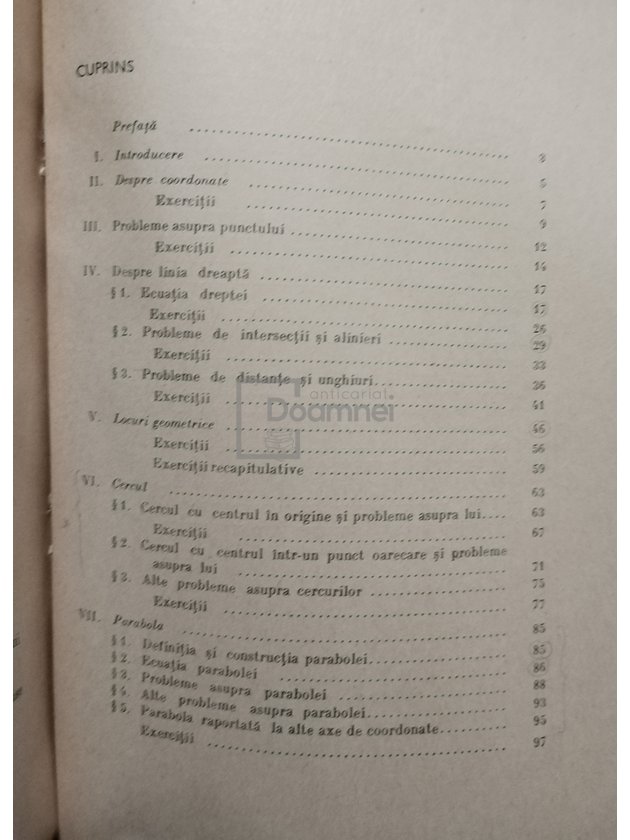 CUPRINS
Prefață ........ 3
I. Introducere ........ 5
II. Despre coordonate ........ 7
Exerciții ........ 9
III. Probleme asupra punctului ........ 12
Exerciții ........ 14
IV. Despre linia dreaptă ........ 17
§ 1. Ecuația dreptei ........ 17
Exerciții ........ 26
§ 2. Probleme de intersecții și alinieri ........ 29
Exerciții ........ 33
§ 3. Probleme de distanțe și unghiuri ........ 36
Exerciții ........ 41
anticariat
Doamnei
V. Locuri geometrice ........ 46
Exerciții ........ 56
Exerciții recapitulative ........ 59
VI. Cercul ........ 63
§ 1. Cercul cu centrul în origine și probleme asupra lui.... 63
Exerciții ........ 67
§ 2. Cercul cu centrul într-un punct oarecare și probleme
asupra lui ........ 71
§ 3. Alte probleme asupra cercurilor ........ 75
Exerciții ........ 77
VII. Parabola ........ 85
§ 1. Definiția și construcția parabolei ........ 85
§ 2. Ecuația parabolei ........ 86
§ 3. Probleme asupra parabolei ........ 88
§ 4. Alte probleme asupra parabolei ........ 93
§ 5. Parabola raportată la alte axe de coordonate ........ 95
Exerciții ........ 97